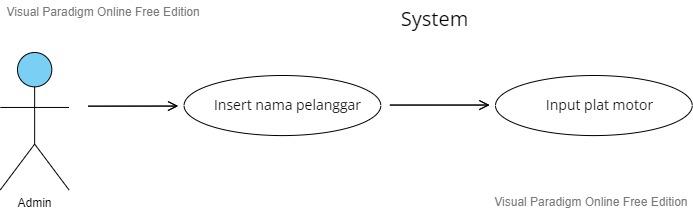 Visual Paradigm Online Free Edition
System
Insert nama pelanggar
Input plat motor
Admin
Visual Paradigm Online Free Edition